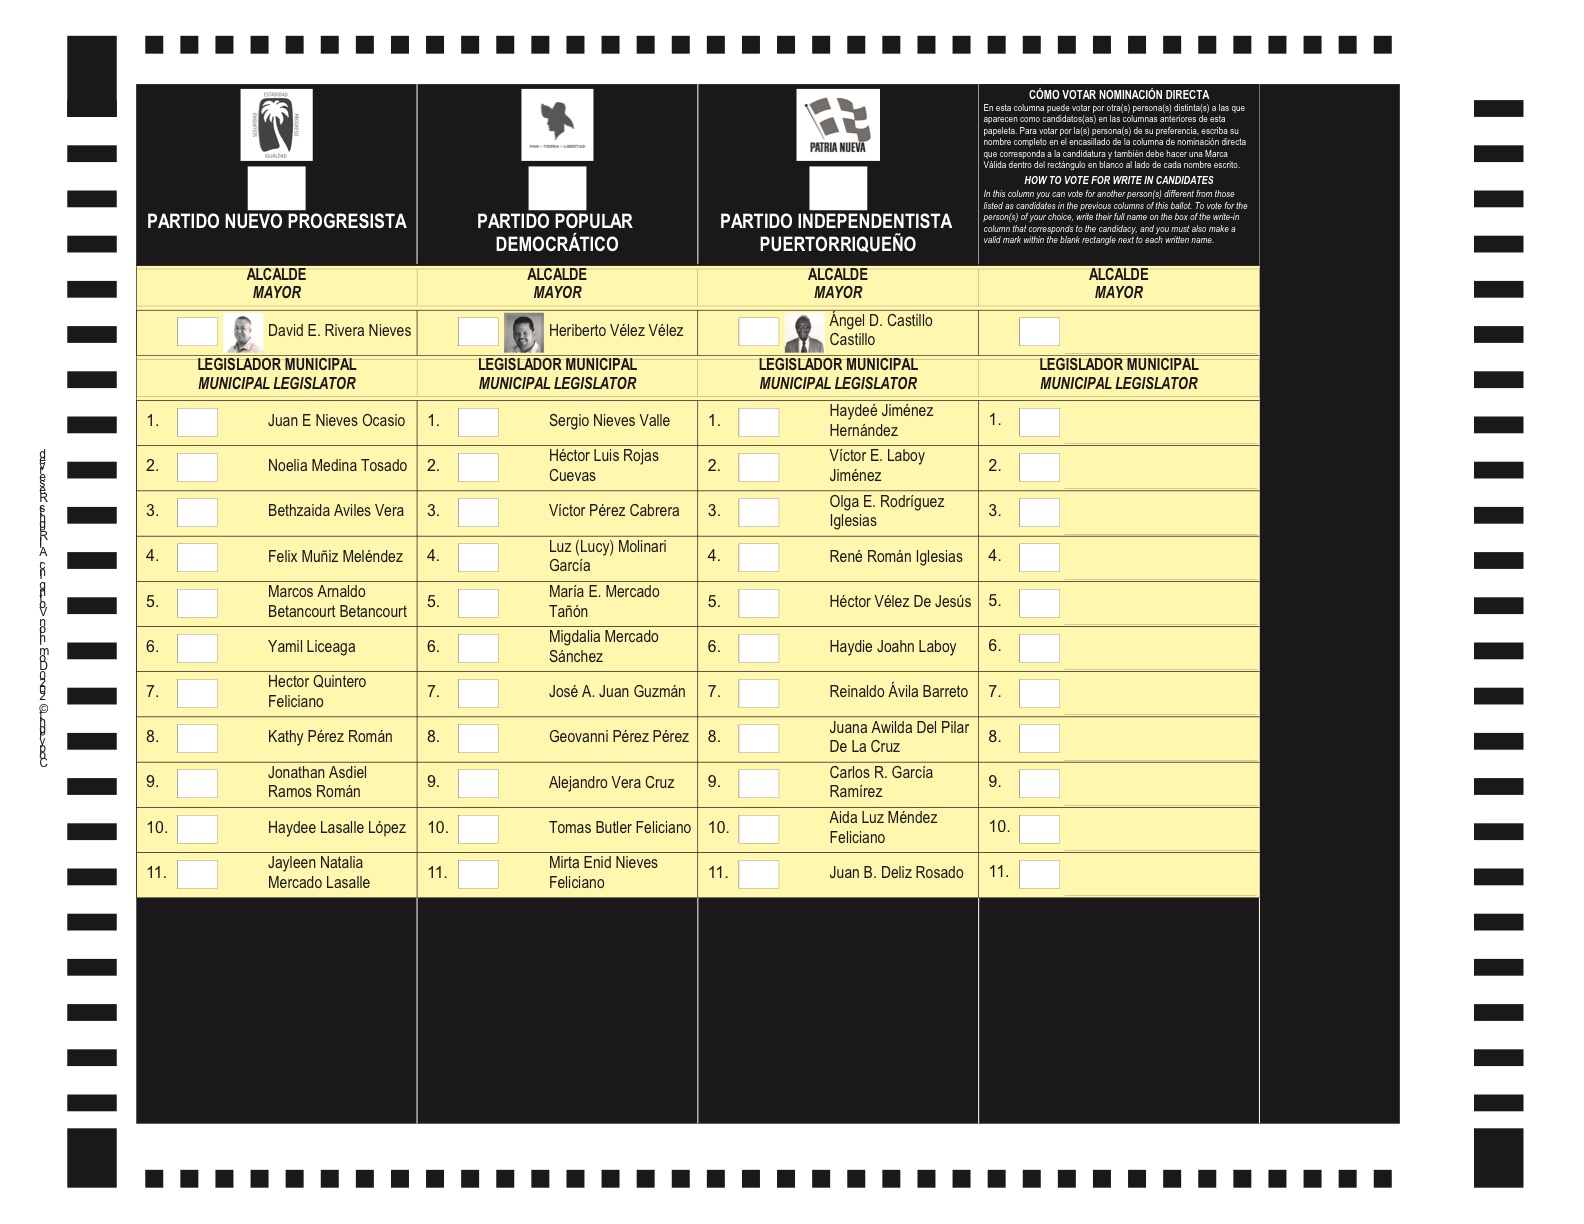 ESTADIDAD
SEGURIDAD
PROGRESO
IGUALDAD
PARTIDO NUEVO PROGRESISTA
PAN • TIERRA • LIBERTAD
PARTIDO POPULAR
DEMOCRÁTICO
PATRIA NUEVA
PARTIDO INDEPENDENTISTA
PUERTORRIQUEÑO
CÓMO VOTAR NOMINACIÓN DIRECTA
En esta columna puede votar por otra(s) persona(s) distinta(s) a las que
aparecen como candidatos(as) en las columnas anteriores de esta
papeleta. Para votar por la(s) persona(s) de su preferencia, escriba su
nombre completo en el encasillado de la columna de nominación directa
que corresponda a la candidatura y también debe hacer una Marca
Válida dentro del rectángulo en blanco al lado de cada nombre escrito.
HOW TO VOTE FOR WRITE IN CANDIDATES
In this column you can vote for another person(s) different from those
listed as candidates in the previous columns of this ballot. To vote for the
person(s) of your choice, write their full name on the box of the write-in
column that corresponds to the candidacy, and you must also make a
valid mark within the blank rectangle next to each written name.
ALCALDE
MAYOR
David E. Rivera Nieves
LEGISLADOR MUNICIPAL
MUNICIPAL LEGISLATOR
1. Juan E Nieves Ocasio
2. Noelia Medina Tosado
3. Bethzaida Aviles Vera
4. Felix Muñiz Meléndez
5. Marcos Arnaldo
Betancourt Betancourt
6. Yamil Liceaga
7. Hector Quintero
Feliciano
8. Kathy Pérez Román
9. Jonathan Asdiel
Ramos Román
10. Haydee Lasalle López
11. Jayleen Natalia
Mercado Lasalle
ALCALDE
MAYOR
Heriberto Vélez Vélez
LEGISLADOR MUNICIPAL
MUNICIPAL LEGISLATOR
1. Sergio Nieves Valle
2. Héctor Luis Rojas
Cuevas
3. Víctor Pérez Cabrera
4. Luz (Lucy) Molinari
García
5. María E. Mercado
Tañón
6. Migdalia Mercado
Sánchez
7. José A. Juan Guzmán
8. Geovanni Pérez Pérez
9. Alejandro Vera Cruz
10. Tomas Butler Feliciano
11. Mirta Enid Nieves
Feliciano
ALCALDE
MAYOR
Ángel D. Castillo
Castillo
LEGISLADOR MUNICIPAL
MUNICIPAL LEGISLATOR
1. Haydeé Jiménez
Hernández
2. Víctor E. Laboy
Jiménez
3. Olga E. Rodríguez
Iglesias
4. René Román Iglesias
5. Héctor Vélez De Jesús
6. Haydie Joahn Laboy
7. Reinaldo Ávila Barreto
8. Juana Awilda Del Pilar
De La Cruz
9. Carlos R. García
Ramírez
10. Aida Luz Méndez
Feliciano
11. Juan B. Deliz Rosado
ALCALDE
MAYOR
LEGISLADOR MUNICIPAL
MUNICIPAL LEGISLATOR
1.
2.
3.
4.
5.
6.
7.
8.
9.
10.
11.